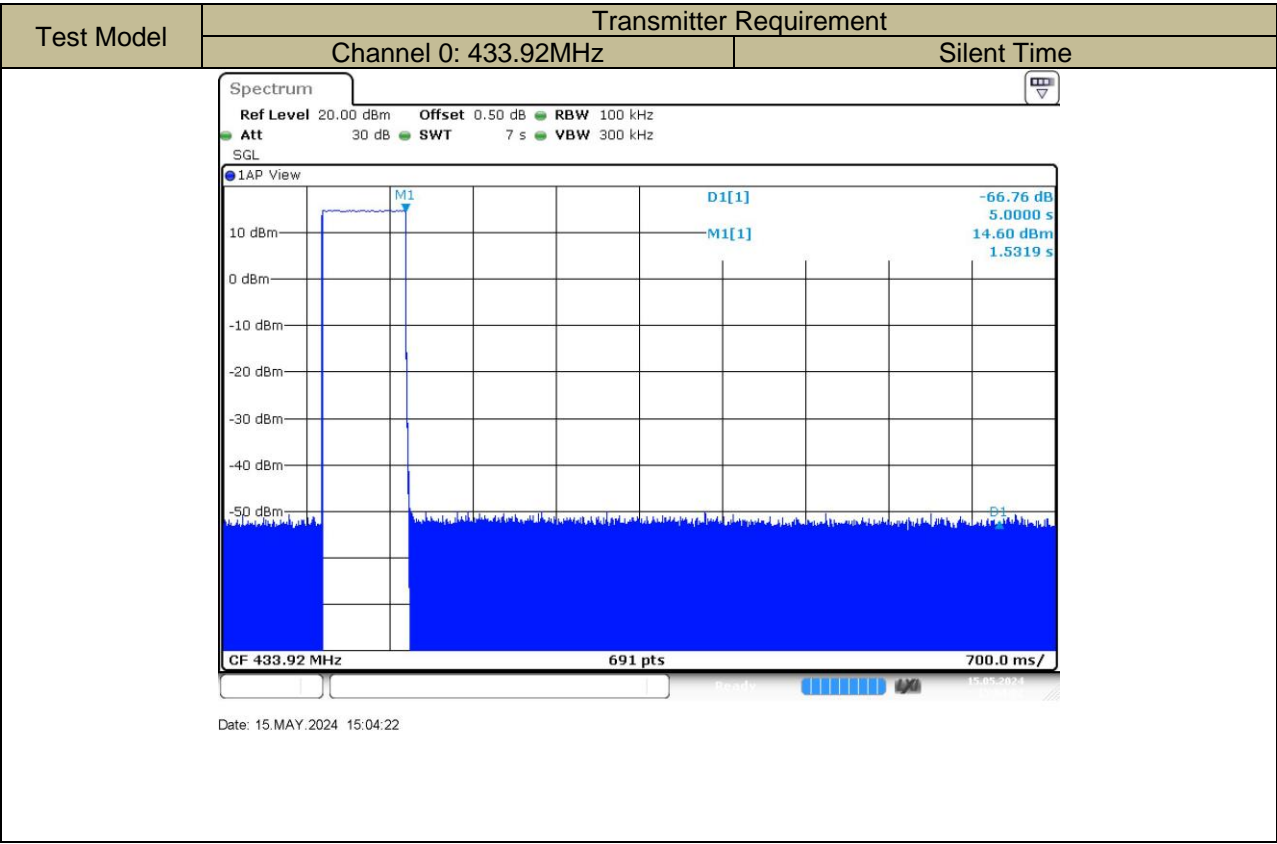 Test Model
Transmitter Requirement
Channel 0: 433.92MHz
Silent Time
Spectrum
Ref Level 20.00 dBm Offset 0.50 dB RBW 100 kHz
Att 30 dB SWT 7 s VBW 300 kHz
SGL
1AP View
M1
D1[1] -66.76 dB
5.0000 s
M1[1] 14.60 dBm
1.5319 s
10 dBm
0 dBm
-10 dBm
-20 dBm
-30 dBm
-40 dBm
-50 dBm
D1
CF 433.92 MHz 691 pts 700.0 ms/
Ready
15.05.2024
Date: 15.MAY.2024 15:04:22